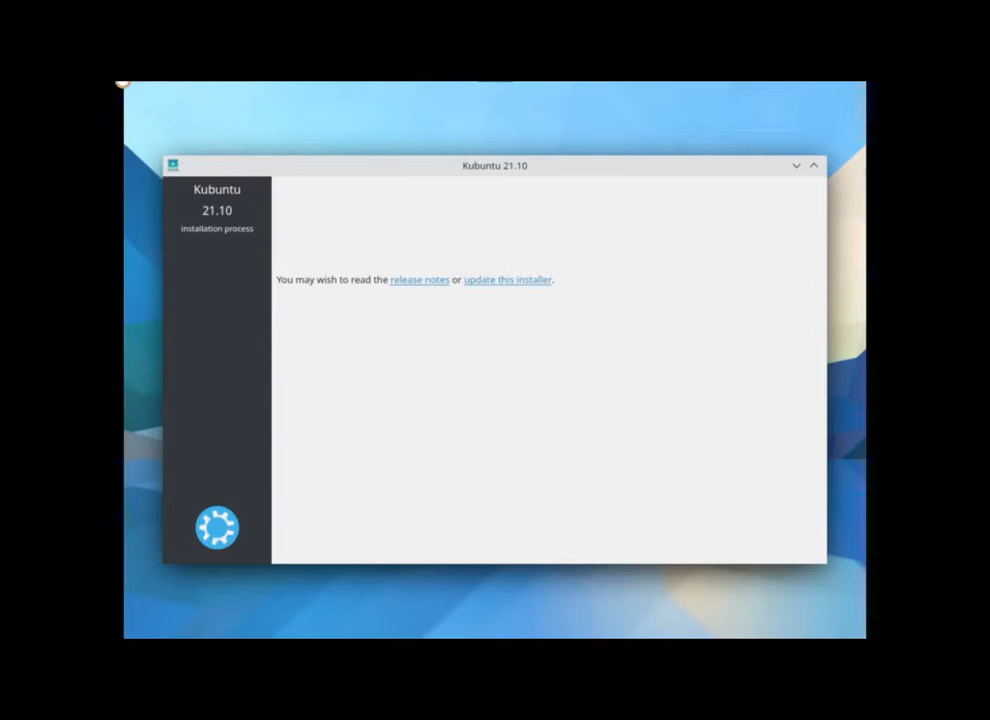 Kubuntu 21.10
Kubuntu
21.10
installation process
You may wish to read the release notes or update this installer.